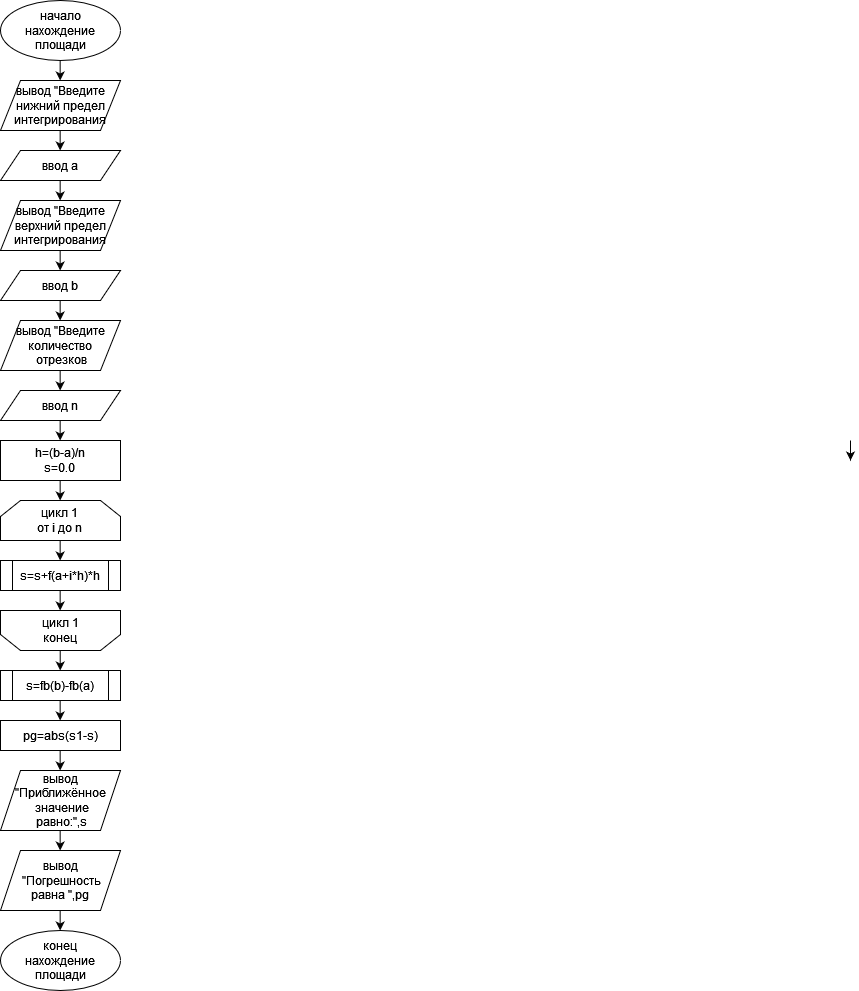 начало
нахождение
площади
вывод "Введите
нижний предел
интегрирования
ввод a
вывод "Введите
верхний предел
интегрирования
ввод b
вывод "Введите
количество
отрезков
ввод n
h=(b-a)/n
s=0.0
цикл 1
от i до n
s=s+f(a+i*h)*h
цикл 1
конец
s=fb(b)-fb(a)
pg=abs(s1-s)
вывод
"Приближённое
значение
равно:",s
вывод
"Погрешность
равна ",pg
конец
нахождение
площади